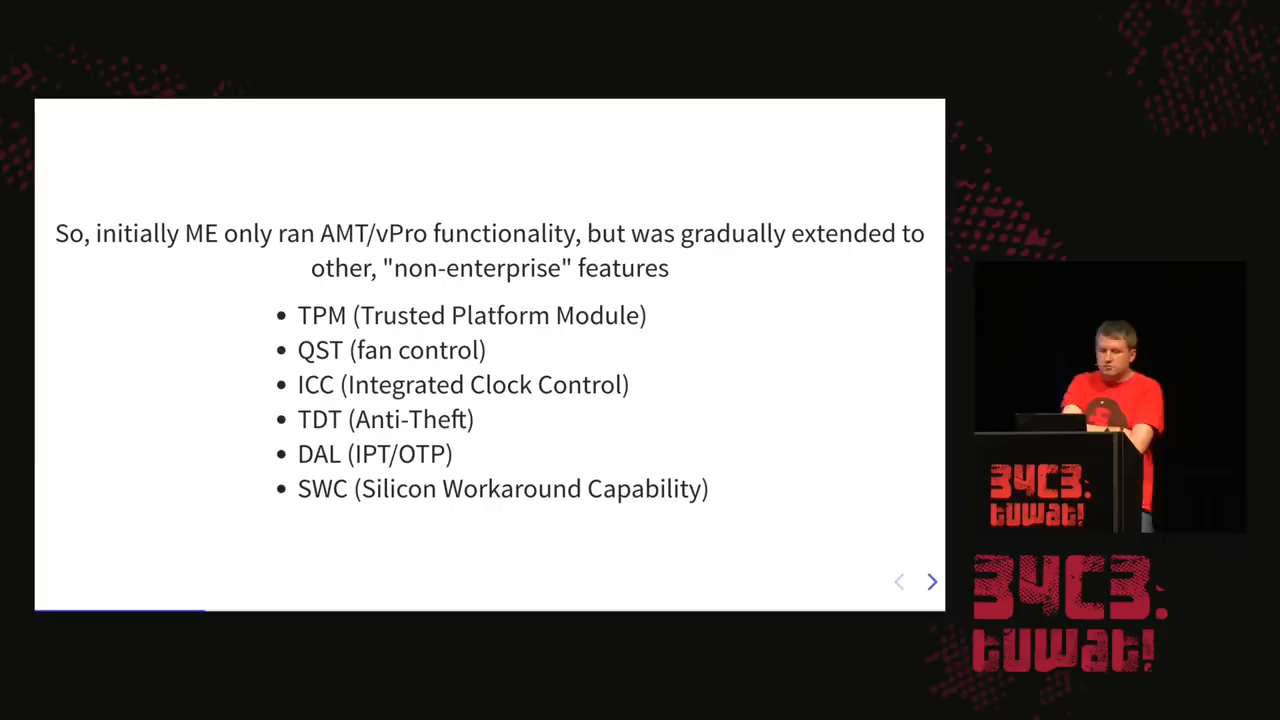 So, initially ME only ran AMT/vPro functionality, but was gradually extended to
other, "non-enterprise" features
• TPM (Trusted Platform Module)
• QST (fan control)
• ICC (Integrated Clock Control)
• TDT (Anti-Theft)
• DAL (IPT/OTP)
• SWC (Silicon Workaround Capability)
34C3.
tuwat!
34C3.
tuwat!